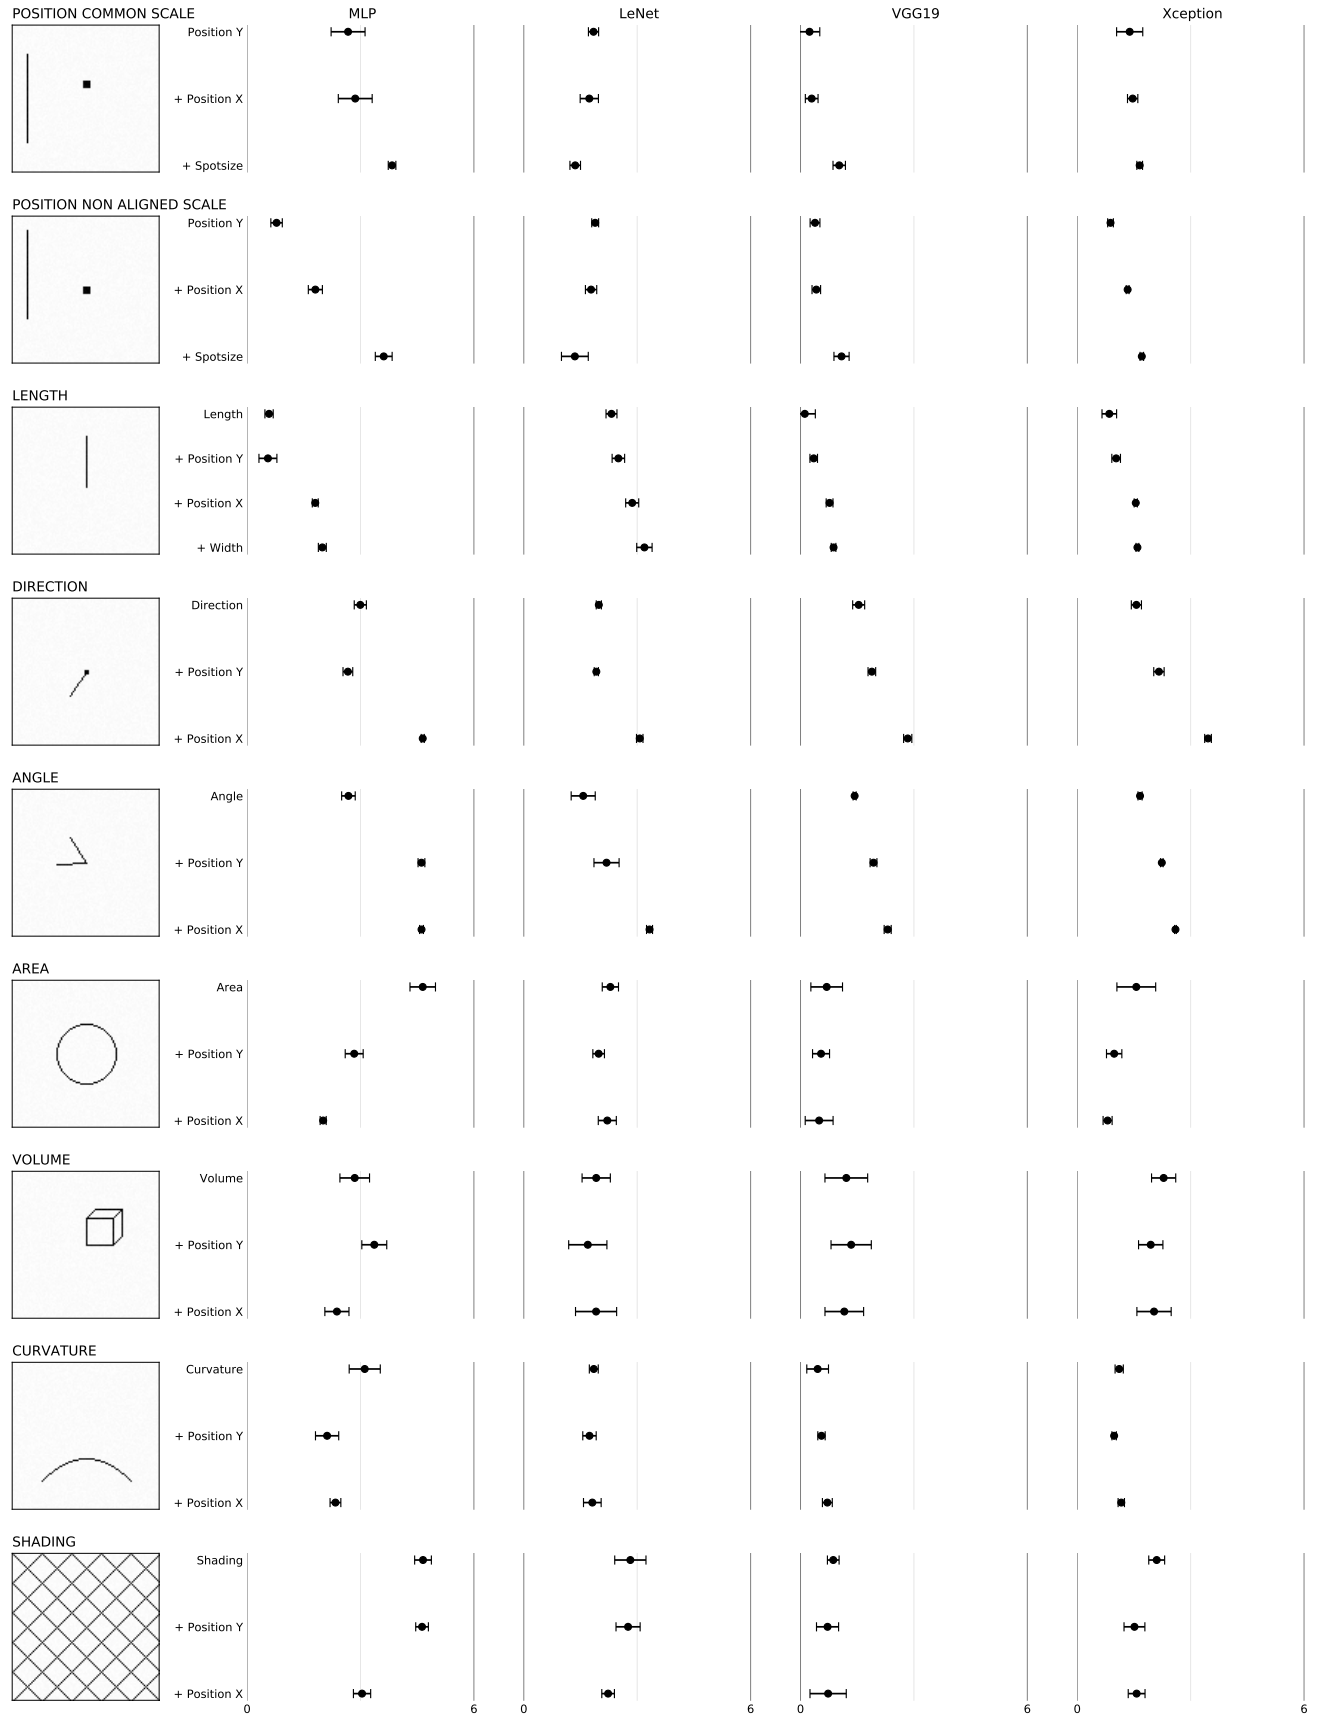 POSITION COMMON SCALE MLP LeNet VGG19 Xception
Position Y
+ Position X
+ Spotsize
POSITION NON ALIGNED SCALE
Position Y
+ Position X
+ Spotsize
LENGTH
Length
+ Position Y
+ Position X
+ Width
DIRECTION
Direction
+ Position Y
+ Position X
ANGLE
Angle
+ Position Y
+ Position X
AREA
Area
+ Position Y
+ Position X
VOLUME
Volume
+ Position Y
+ Position X
CURVATURE
Curvature
+ Position Y
+ Position X
SHADING
Shading
+ Position Y
+ Position X
0 6 0 6 0 6 0 6